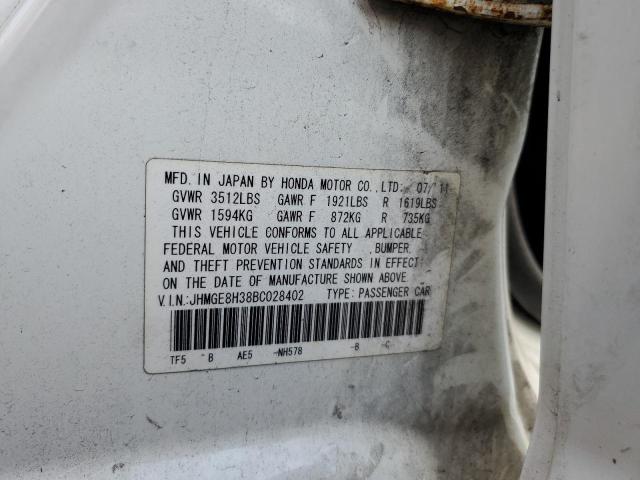 MFD. IN JAPAN BY HONDA MOTOR CO.,LTD: 07/11
GVWR 3512LBS GAWR F 1921LBS R 1619LBS
GVWR 1594KG GAWR F 872KG R 735KG
THIS VEHICLE CONFORMS TO ALL APPLICABLE
FEDERAL MOTOR VEHICLE SAFETY ,BUMPER,
AND THEFT PREVENTION STANDARDS IN EFFECT
ON THE DATE OF MANUFACTURE SHOWN ABOVE
V.I.N:JHMGE8H38BC028402 TYPE: PASSENGER CAR
TF5 -B AE5 -NH578 -B -C-